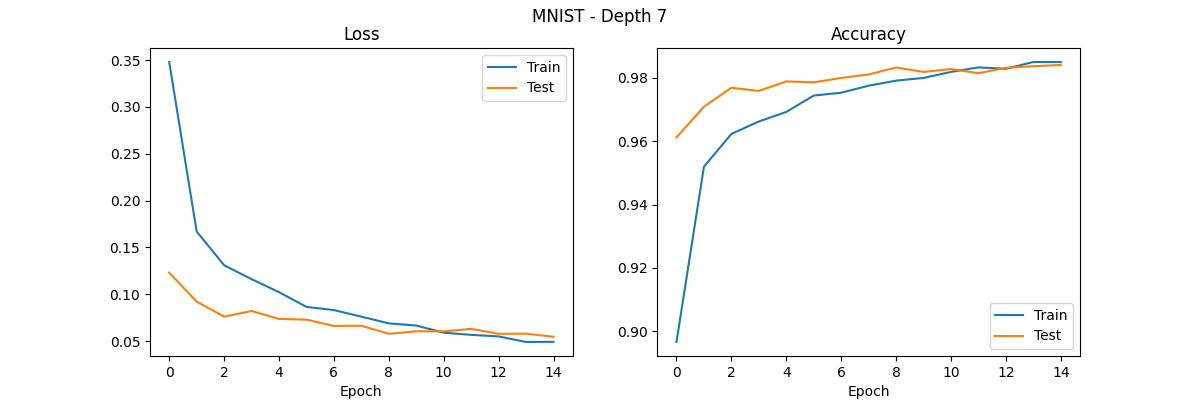 MNIST - Depth 7
Loss
0.35
0.30
0.25
0.20
0.15
0.10
0.05
0 2 4 6 8 10 12 14
Epoch
Train
Test
Accuracy
0.98
0.96
0.94
0.92
0.90
0 2 4 6 8 10 12 14
Epoch
Train
Test